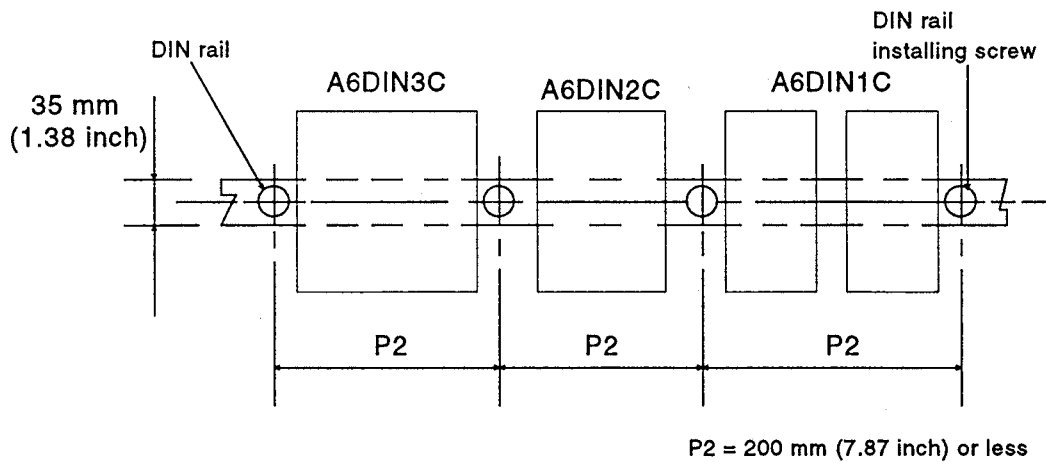 DIN rail
DIN rail
installing screw
A6DIN3C
A6DIN2C
A6DIN1C
35 mm
(1.38 inch)
P2
P2
P2
P2 = 200 mm (7.87 inch) or less